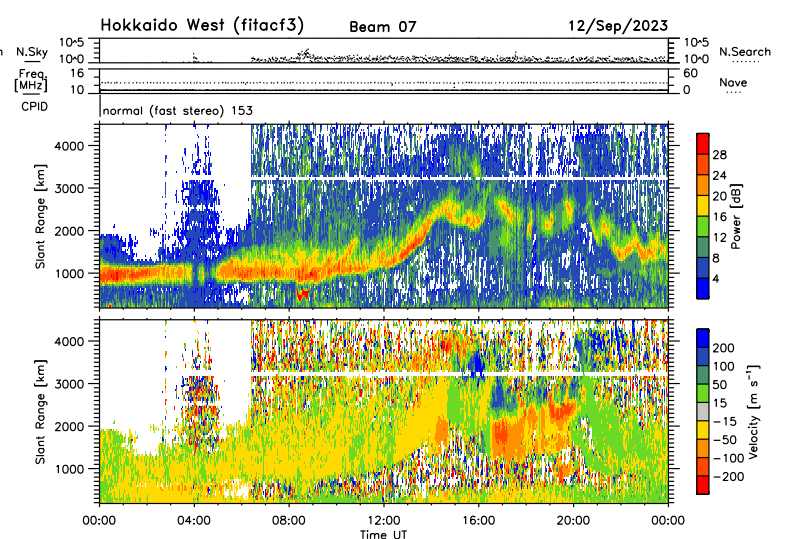 Hokkaido West (fitacf3) Beam 07 12/Sep/2023
N.Sky 10^5 10^0 10^5 10^0 N.Search
Freq. [MHz] 16 10 60 0 Nave
CPID normal (fast stereo) 153
Slant Range [km] 4000 3000 2000 1000
28 24 20 16 12 8 4 Power [dB]
Slant Range [km] 4000 3000 2000 1000
200 100 50 15 -15 -50 -100 -200 Velocity [m s⁻¹]
00:00 04:00 08:00 12:00 16:00 20:00 00:00
Time UT